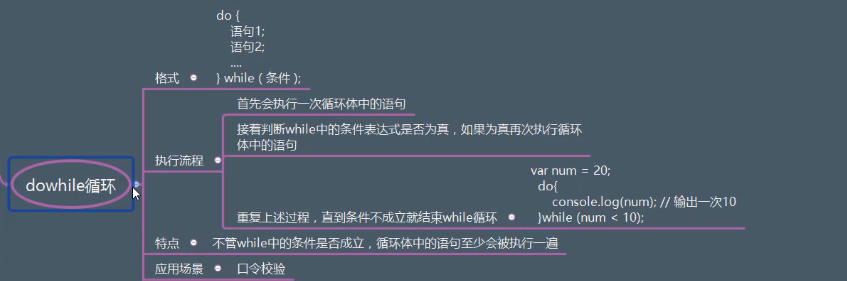 do {
语句1;
语句2;
....
} while ( 条件 );
格式
首先会执行一次循环体中的语句
接着判断while中的条件表达式是否为真，如果为真再次执行循环
体中的语句
执行流程
var num = 20;
do{
console.log(num); // 输出一次10
}while (num < 10);
重复上述过程，直到条件不成立就结束while循环
dowhile循环
特点
不管while中的条件是否成立，循环体中的语句至少会被执行一遍
应用场景
口令校验